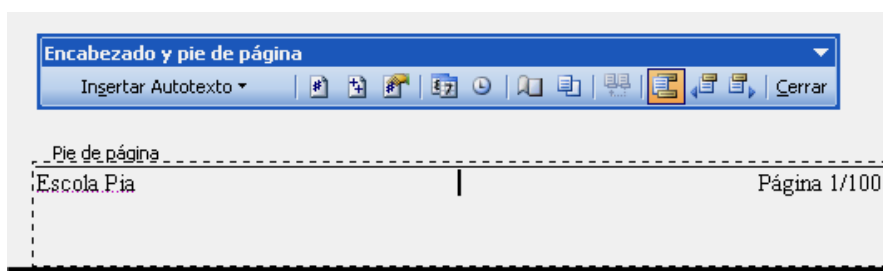 Encabezado y pie de página
Insertar Autotexto
Cerrar
Pie de página
Escola Pia Página 1/100